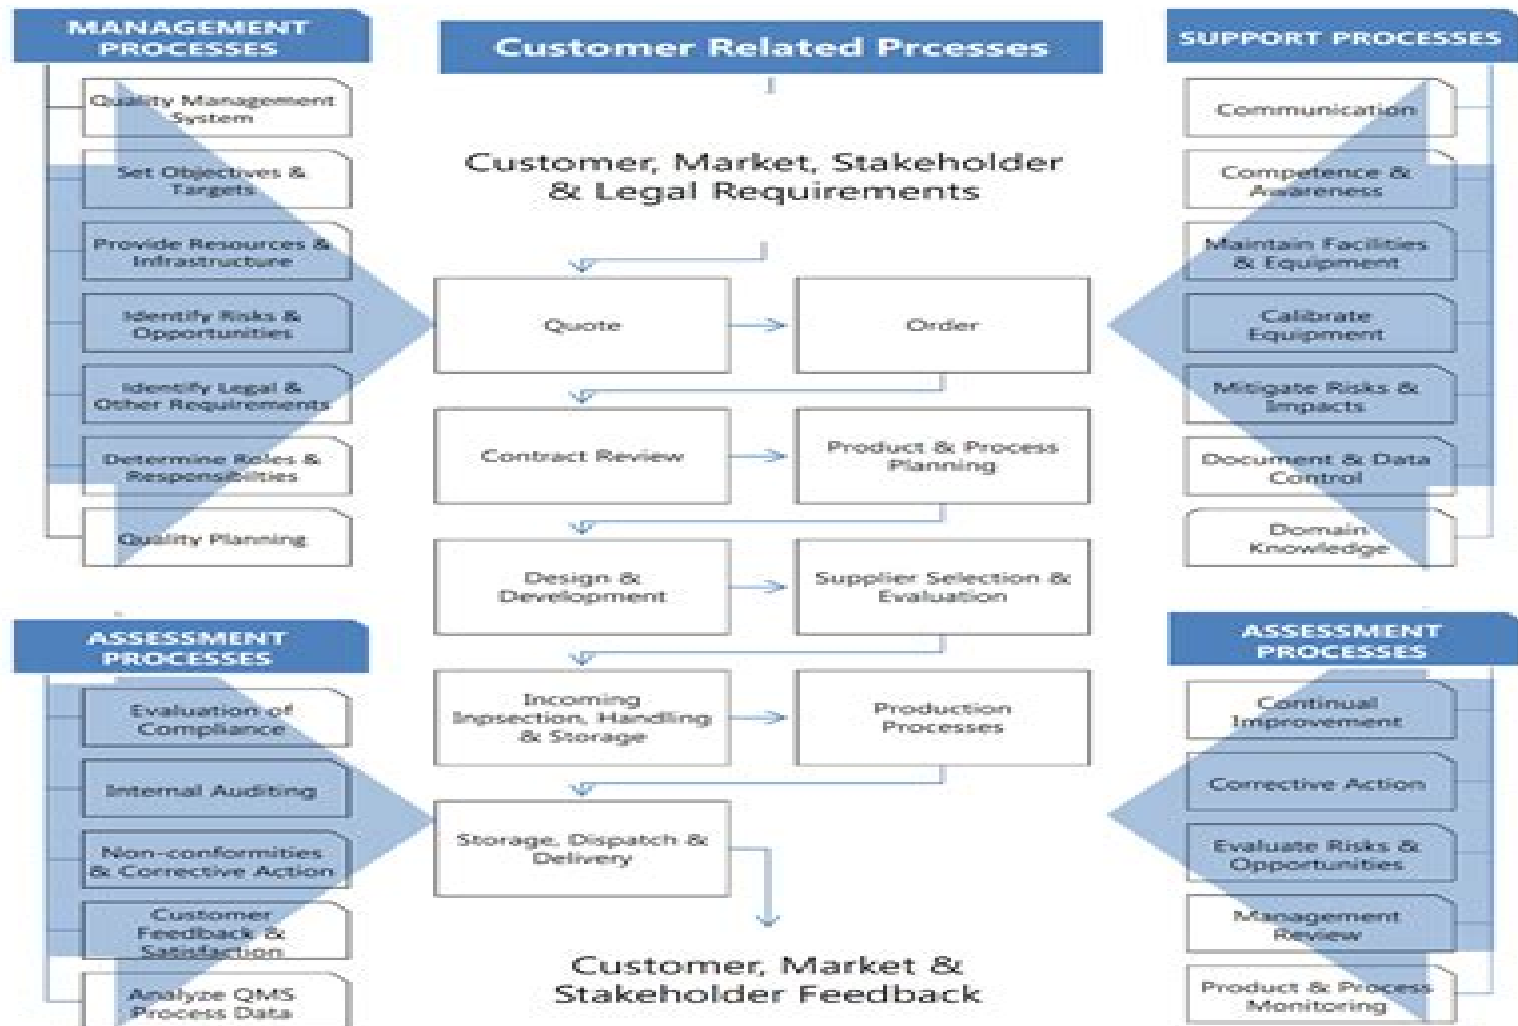 MANAGEMENT
PROCESSES
Quality Management
System
Set Objectives &
Targets
Provide Resources &
Infrastructure
Identify Risks &
Opportunities
Identify Legal &
Other Requirements
Determine Roles &
Responsibilties
Quality Planning
Customer Related Prcesses
Customer, Market, Stakeholder
& Legal Requirements
Quote
Order
Contract Review
Product & Process
Planning
Design &
Development
Supplier Selection &
Evaluation
Incoming
Inpsection, Handling
& Storage
Production
Processes
Storage, Dispatch &
Delivery
Customer, Market &
Stakeholder Feedback
SUPPORT PROCESSES
Communication
Competence &
Awareness
Maintain Facilities
& Equipment
Calibrate
Equipment
Mitigate Risks &
Impacts
Document & Data
Control
Domain
Knowledge
ASSESSMENT
PROCESSES
Evaluation of
Compliance
Internal Auditing
Non-conformities
& Corrective Action
Customer
Feedback &
Satisfaction
Analyze QMS
Process Data
ASSESSMENT
PROCESSES
Continual
Improvement
Corrective Action
Evaluate Risks &
Opportunities
Management
Review
Product & Process
Monitoring